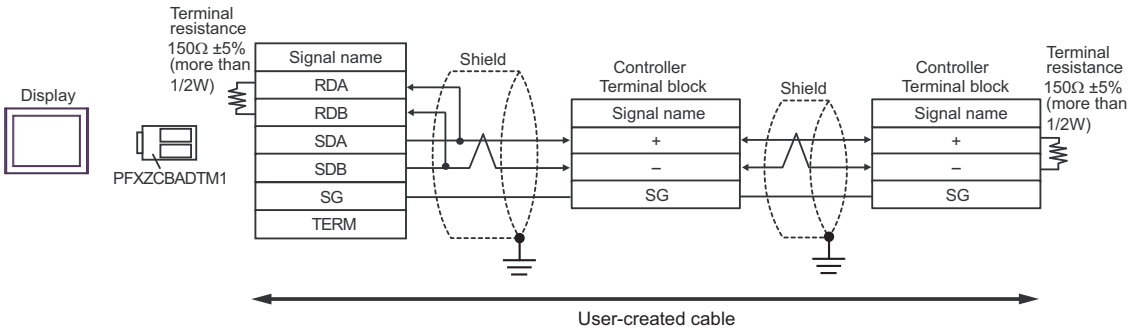 Display
PFXZCBADTM1
Terminal
resistance
150Ω ±5%
(more than
1/2W)
Signal name
RDA
RDB
SDA
SDB
SG
TERM
Shield
Controller
Terminal block
Signal name
+
–
SG
Shield
Controller
Terminal block
Signal name
+
–
SG
Terminal
resistance
150Ω ±5%
(more than
1/2W)
User-created cable